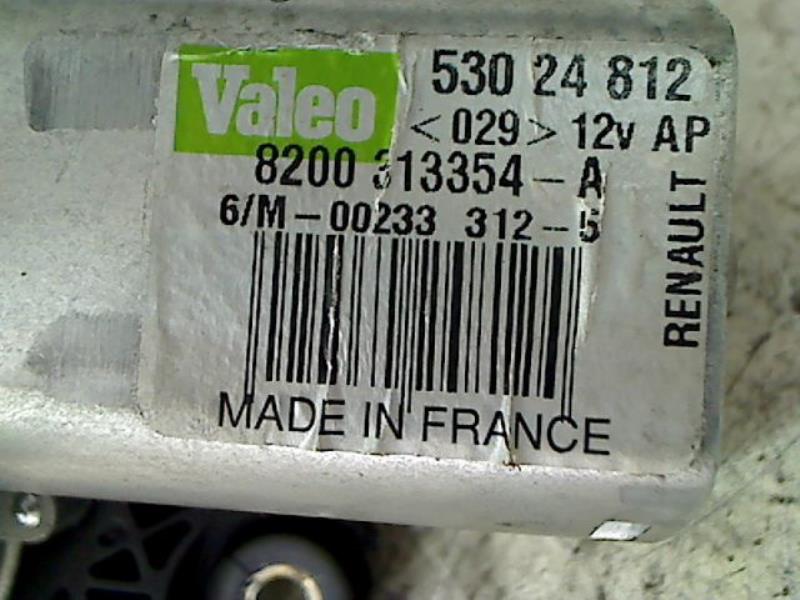 Valeo 530 24 812
<029> 12v AP
8200 313354-A
6/M-00233 312-5
RENAULT
MADE IN FRANCE